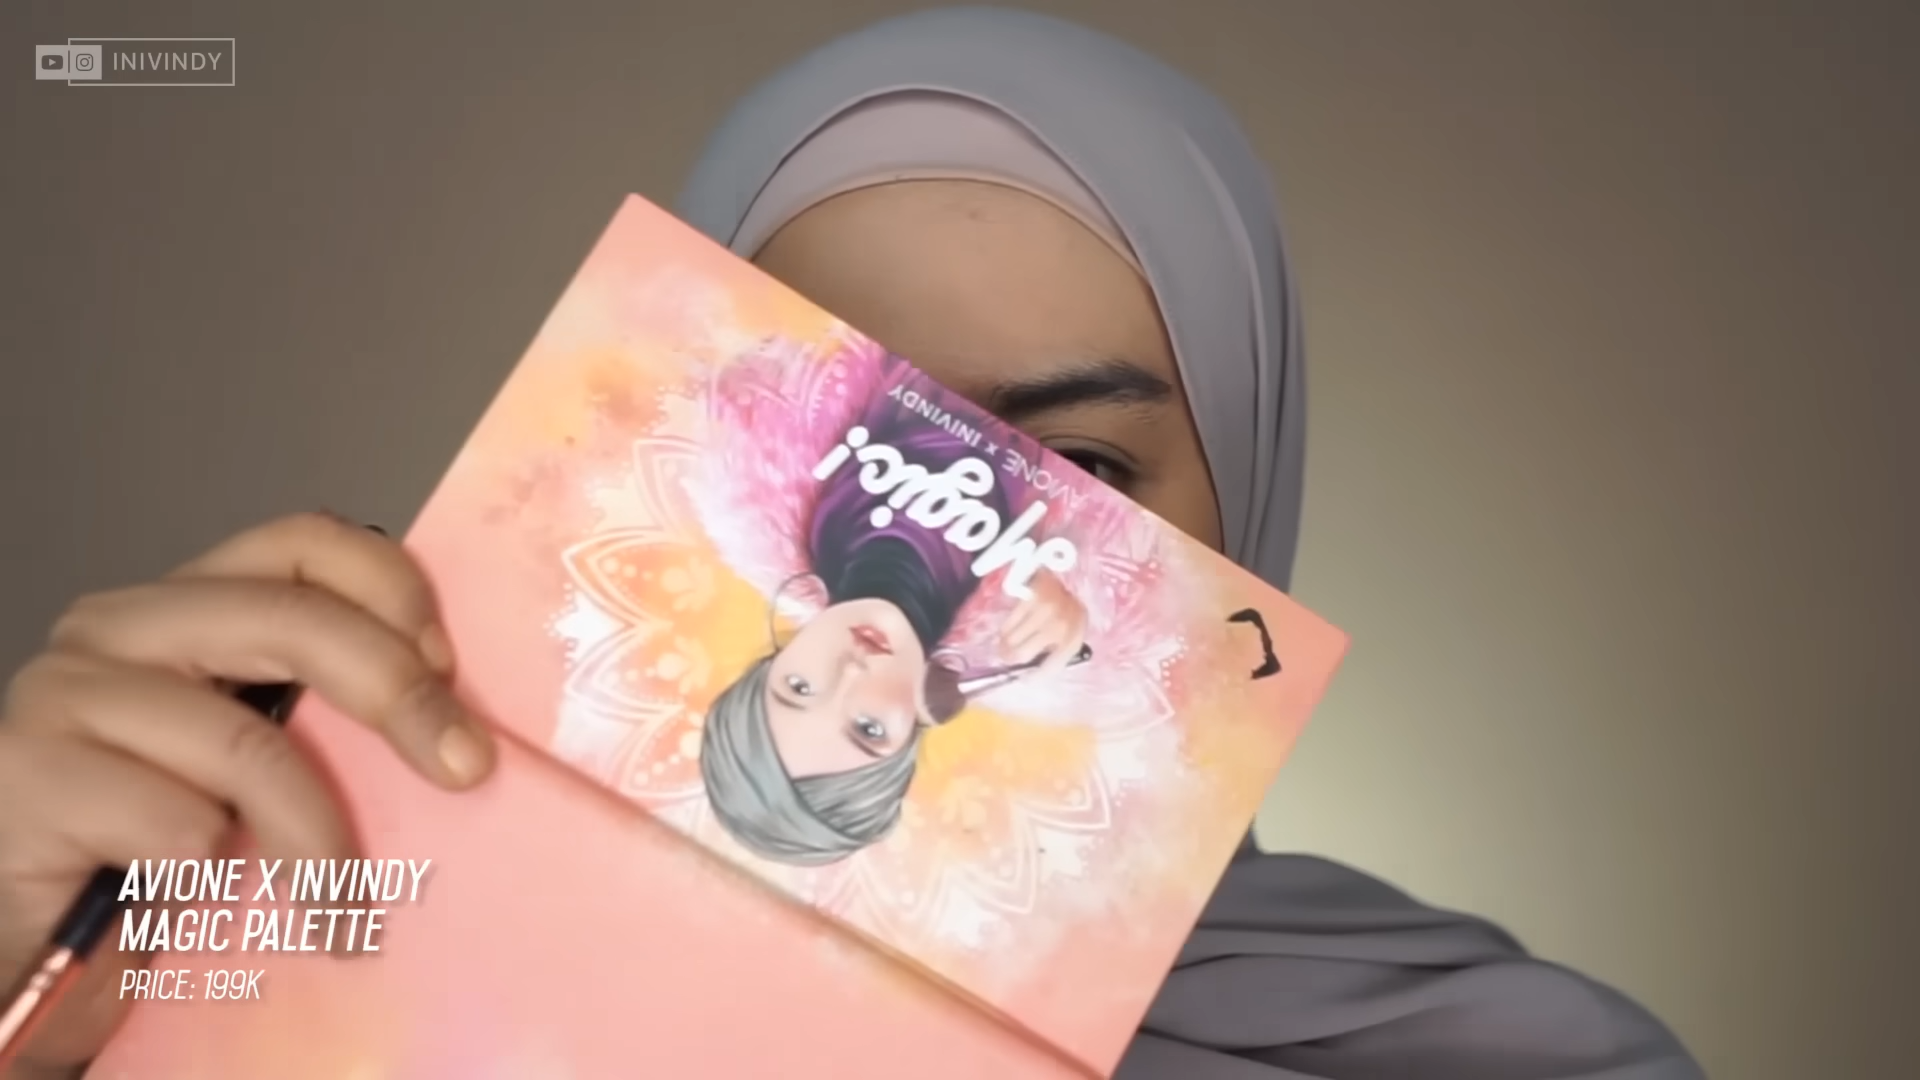 INIVINDY
AVIONE x INIVINDY
Magic!
AVIONE X INVINDY
MAGIC PALETTE
PRICE: 199K